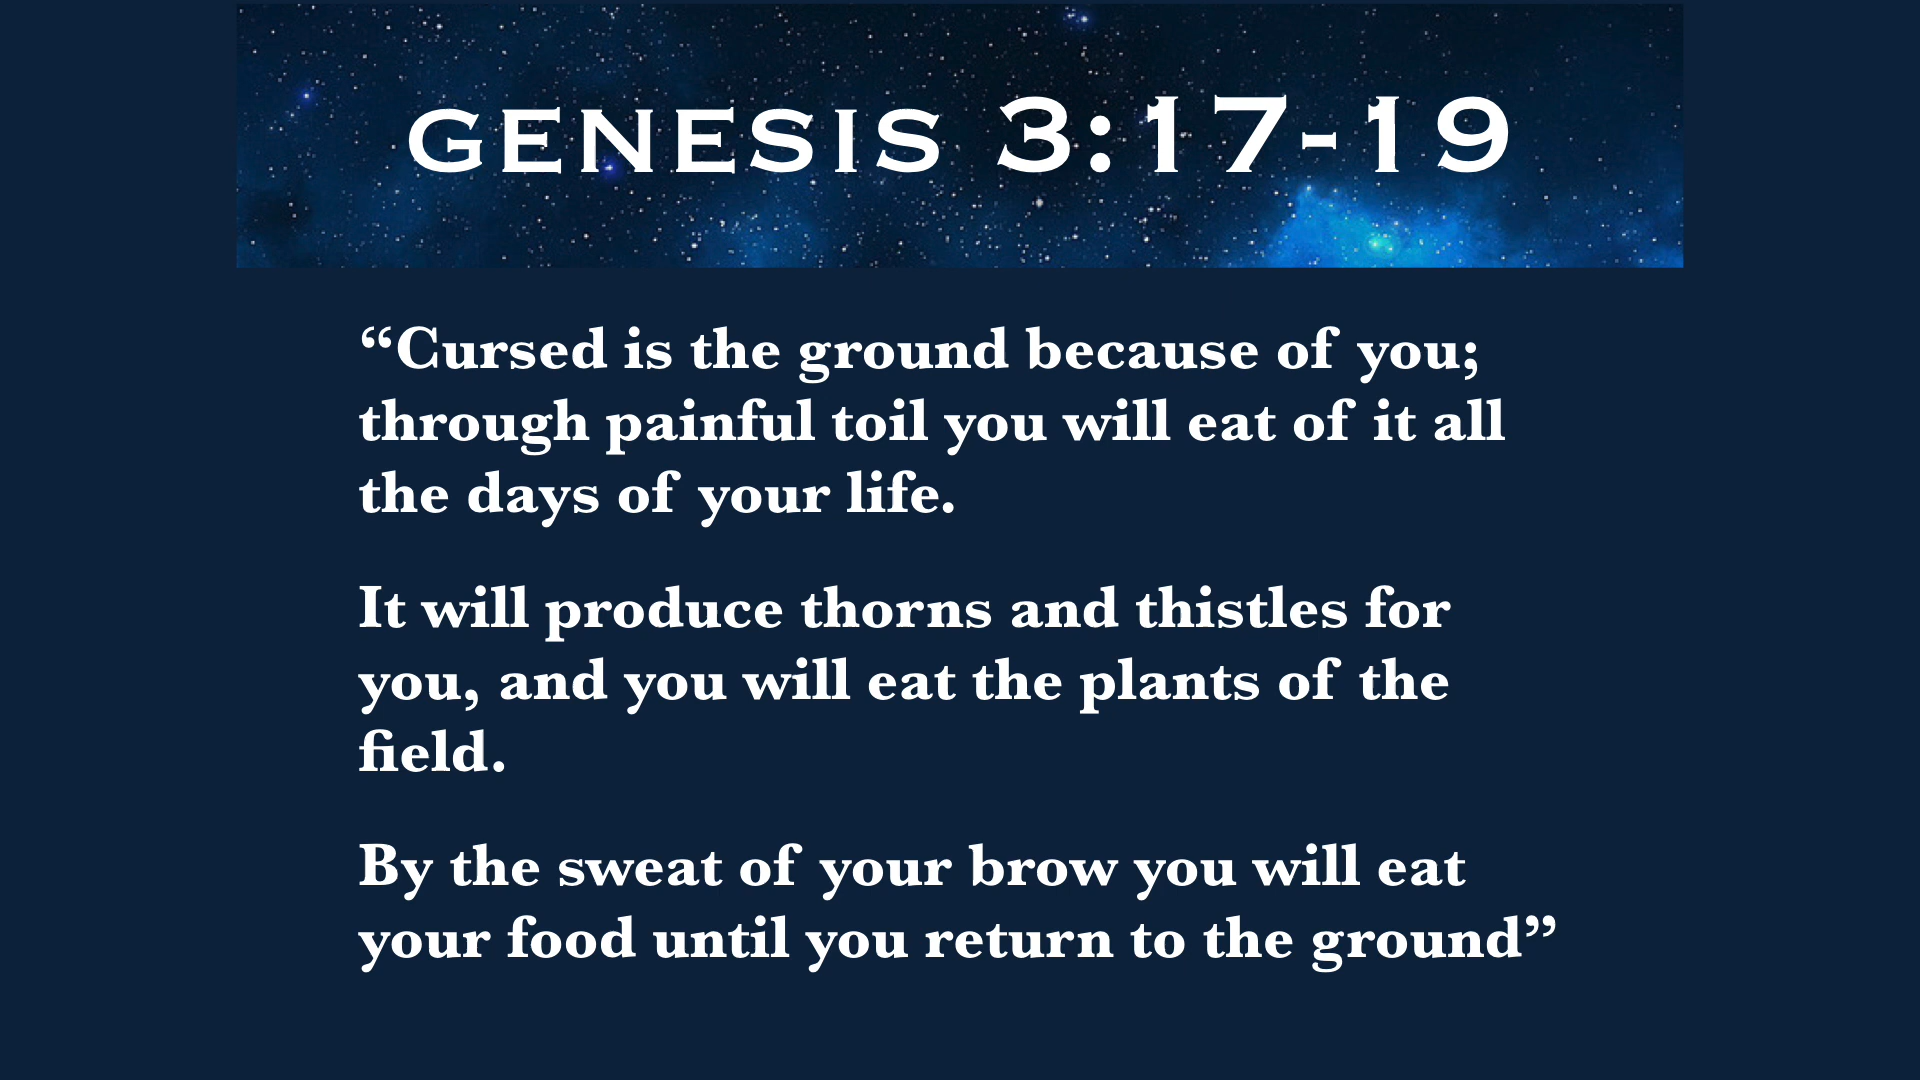 GENESIS 3:17-19
“Cursed is the ground because of you;
through painful toil you will eat of it all
the days of your life.
It will produce thorns and thistles for
you, and you will eat the plants of the
field.
By the sweat of your brow you will eat
your food until you return to the ground”